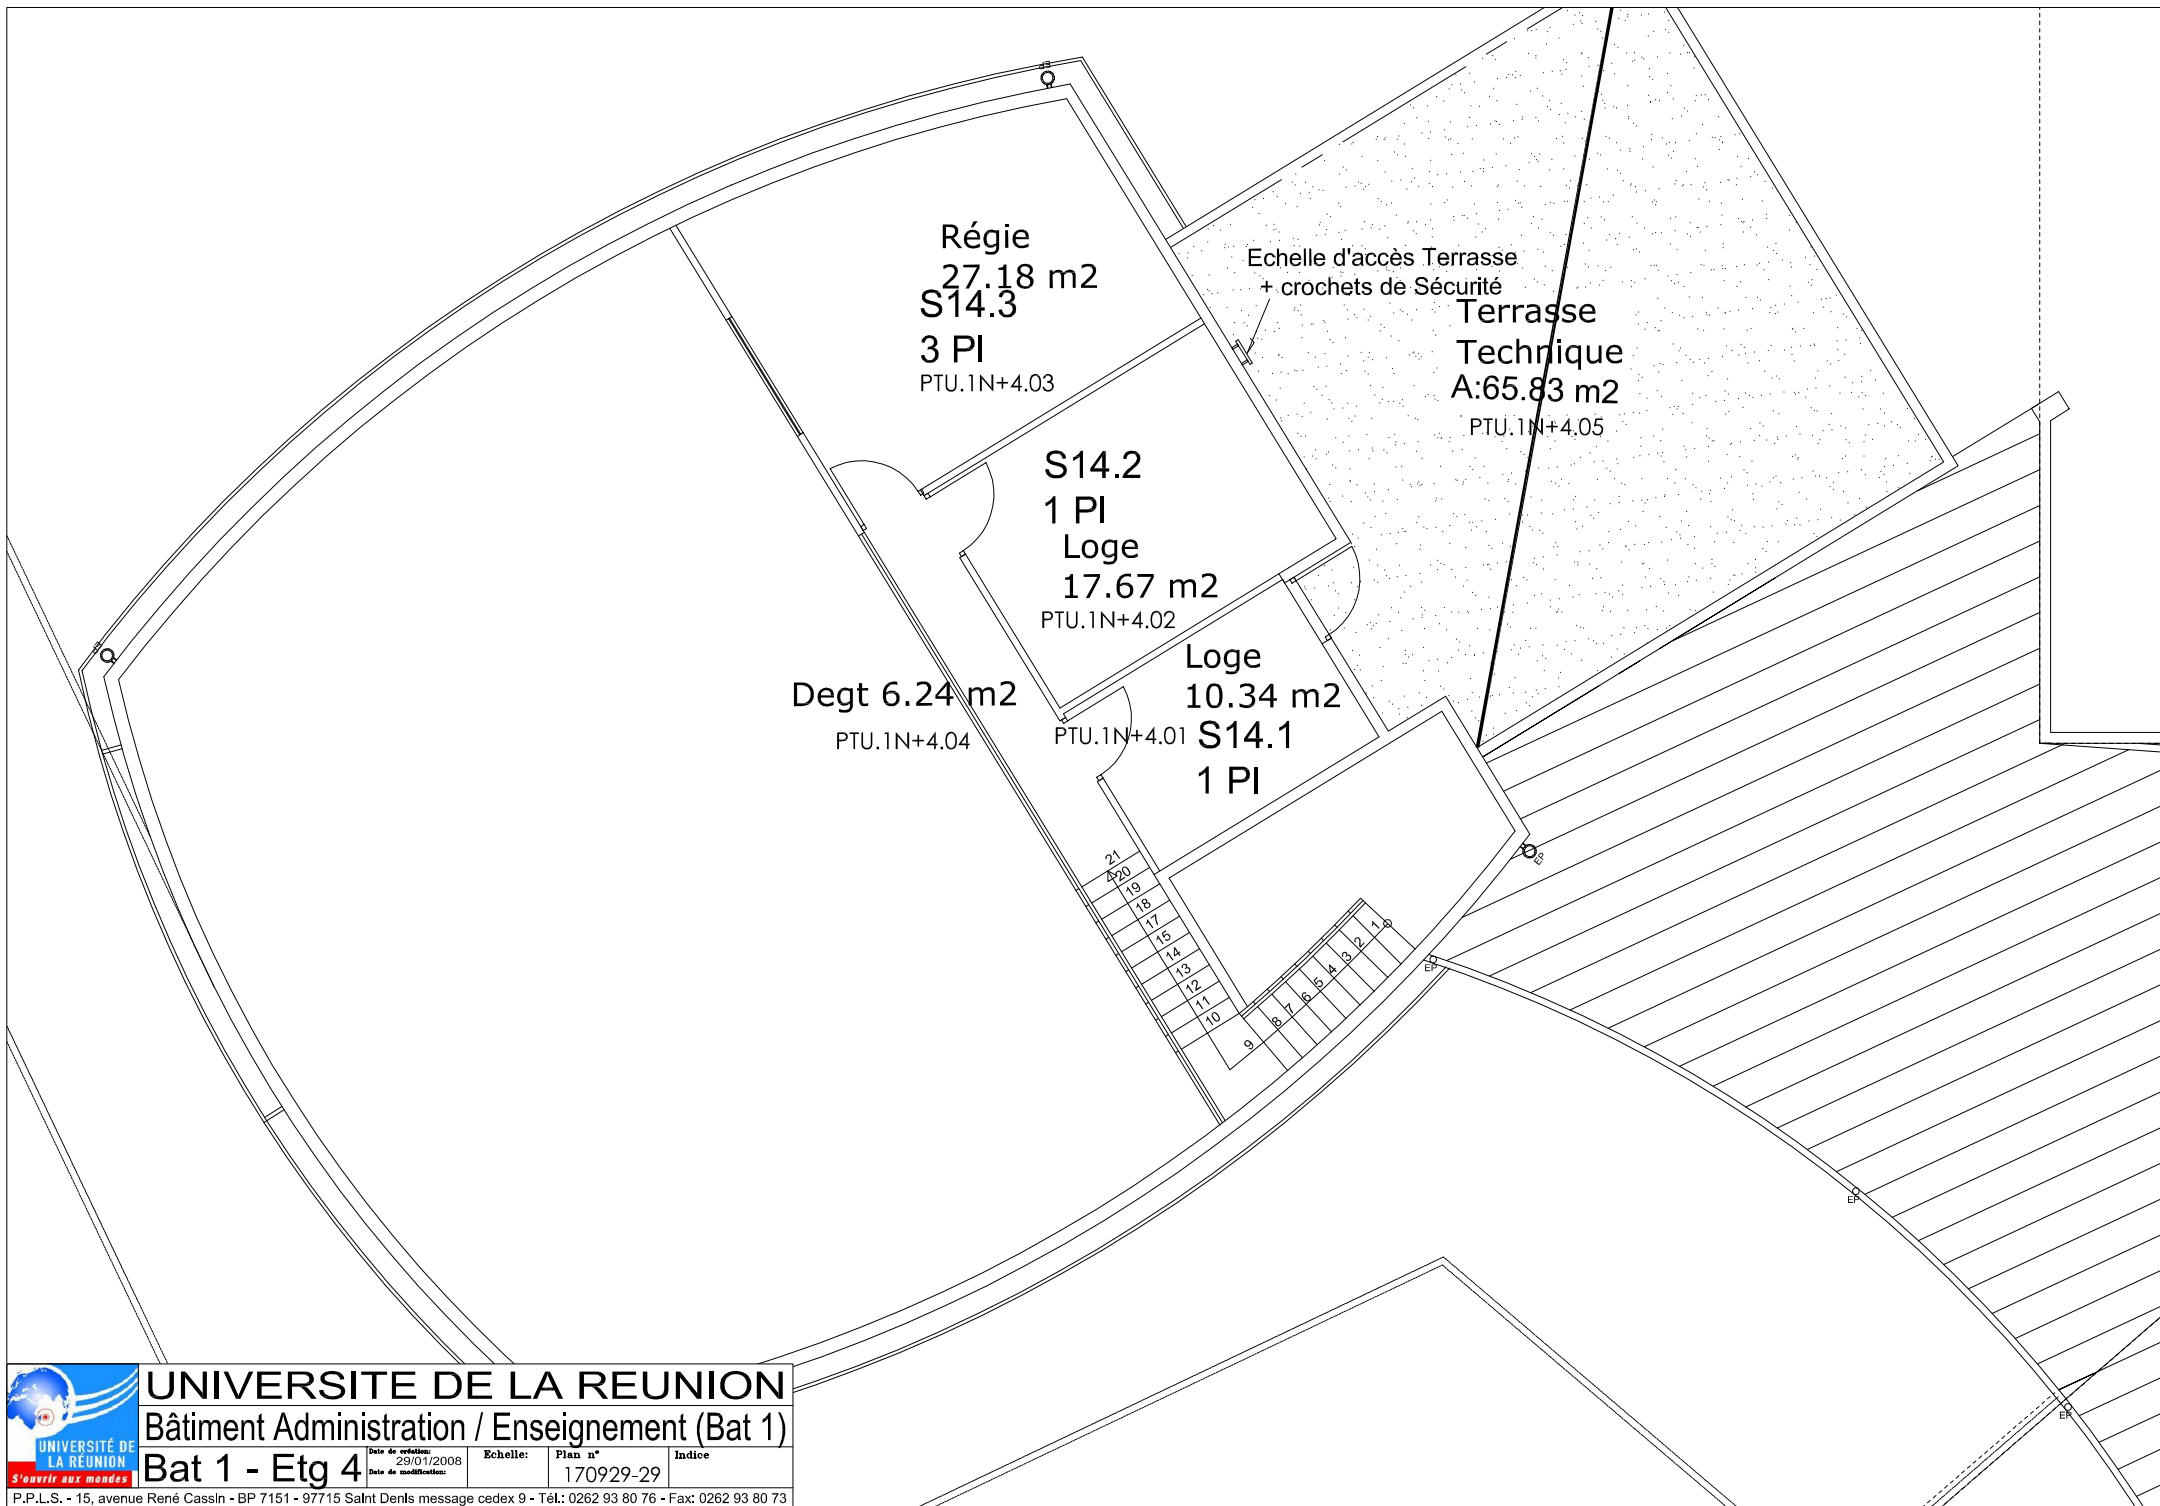 EP
Régie
27.18 m2
S14.3
3 Pl
PTU.1N+4.03
Echelle d'accès Terrasse
+ crochets de Sécurité
Terrasse
Technique
A:65.83 m2
PTU.1N+4.05
S14.2
1 Pl
Loge
17.67 m2
PTU.1N+4.02
EP
Loge
10.34 m2
PTU.1N+4.01
S14.1
1 Pl
Degt 6.24 m2
PTU.1N+4.04
21
20
19
18
17
15
14
13
12
11
10
9
8
7
6
5
4
3
2
1
EP
EP
EP
EP
UNIVERSITE DE LA REUNION
Bâtiment Administration / Enseignement (Bat 1)
Bat 1 - Etg 4
Date de création:
29/01/2008
Date de modification:
Echelle:
Plan n°
170929-29
Indice
UNIVERSITÉ DE
LA RÉUNION
S'ouvrir aux mondes
P.P.L.S. - 15, avenue René Cassin - BP 7151 - 97715 Saint Denis message cedex 9 - Tél.: 0262 93 80 76 - Fax: 0262 93 80 73